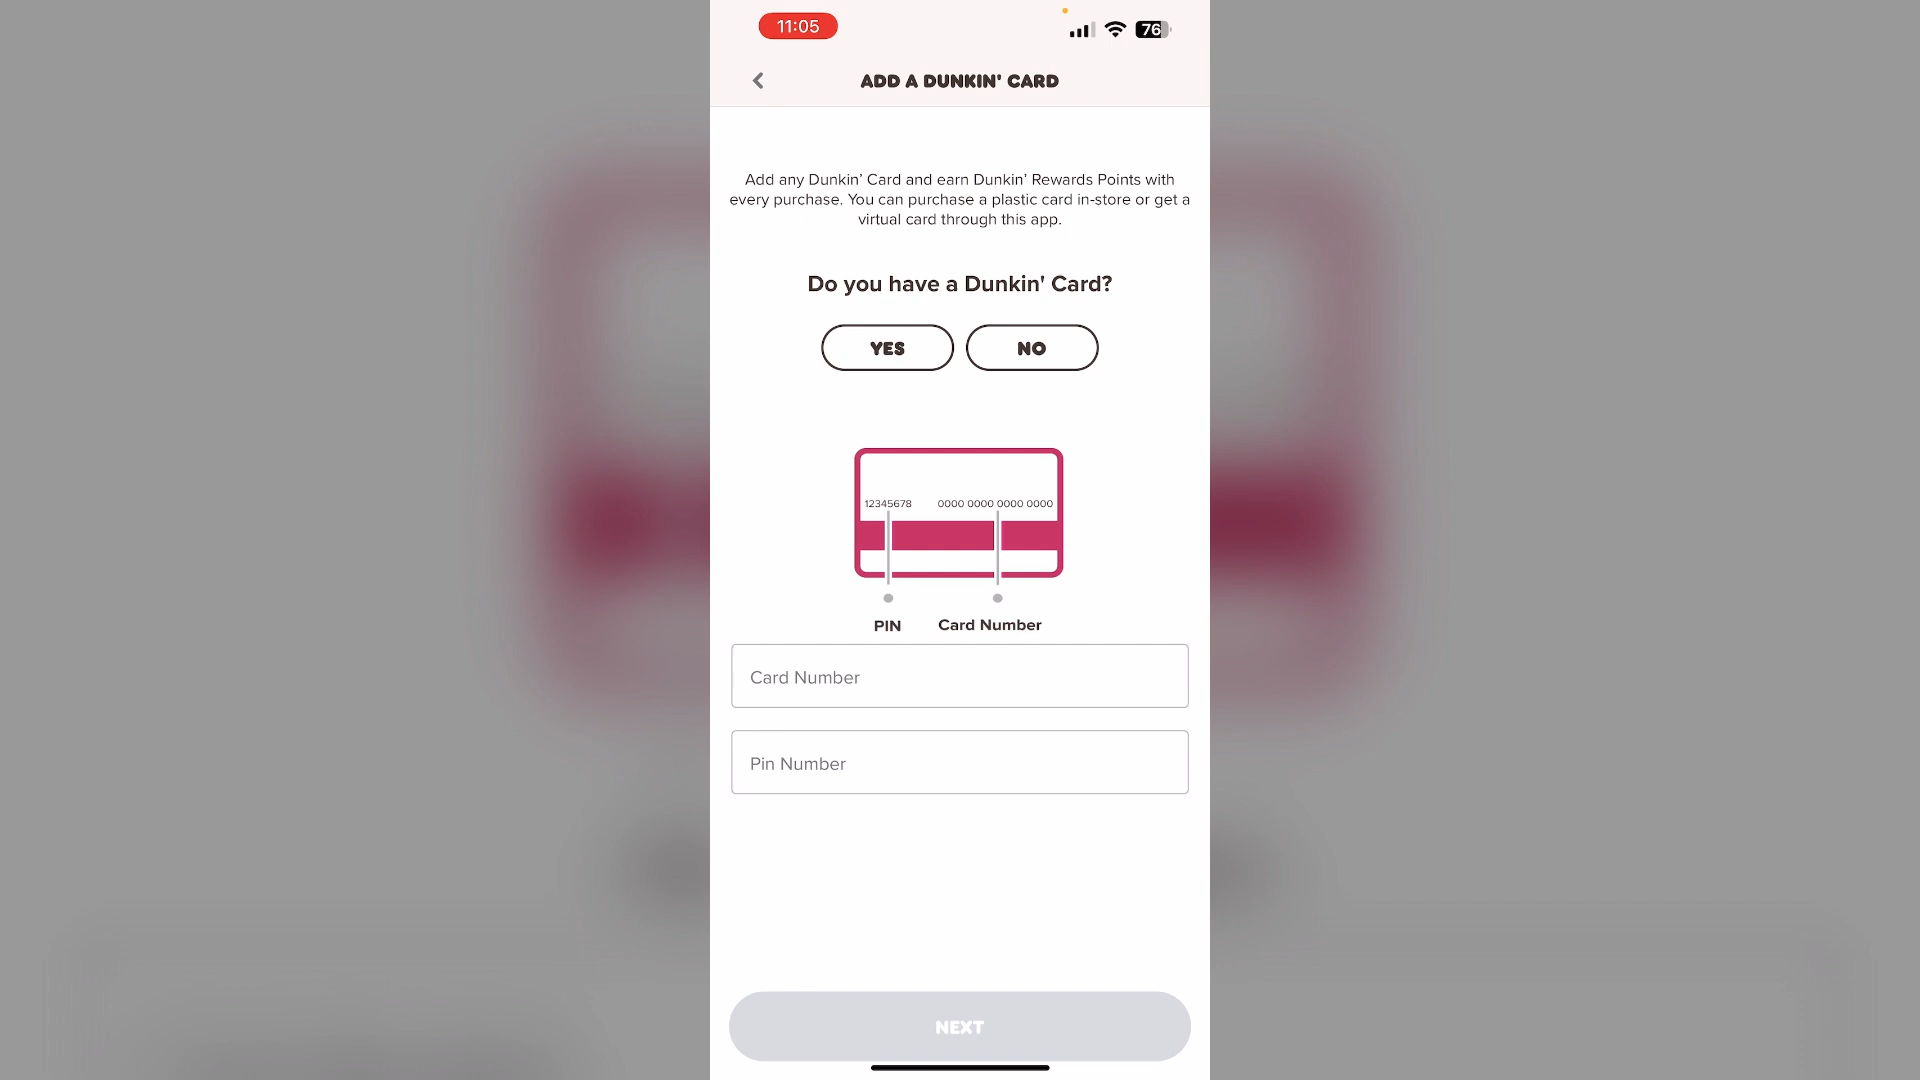 11:05
76
ADD A DUNKIN' CARD
Add any Dunkin’ Card and earn Dunkin’ Rewards Points with
every purchase. You can purchase a plastic card in-store or get a
virtual card through this app.
Do you have a Dunkin' Card?
YES NO
12345678 0000 0000 0000 0000
PIN Card Number
Card Number
Pin Number
NEXT